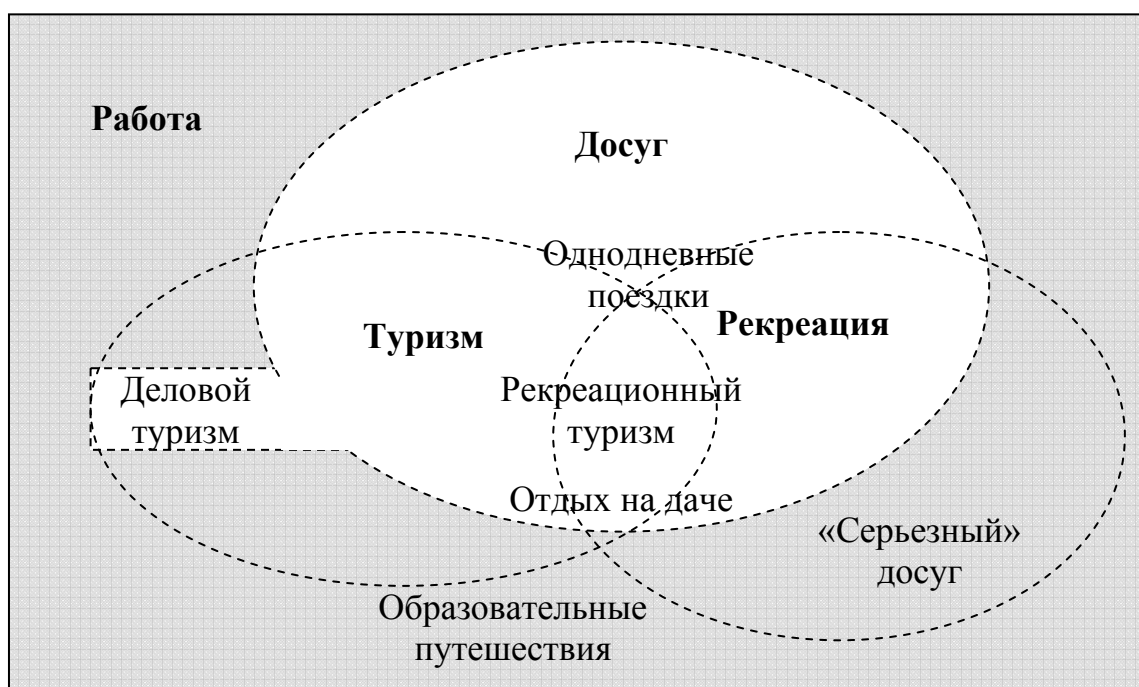 Работа
Досуг
Однодневные
поездки
Туризм
Рекреация
Деловой
туризм
Рекреационный
туризм
Отдых на даче
«Серьезный»
досуг
Образовательные
путешествия